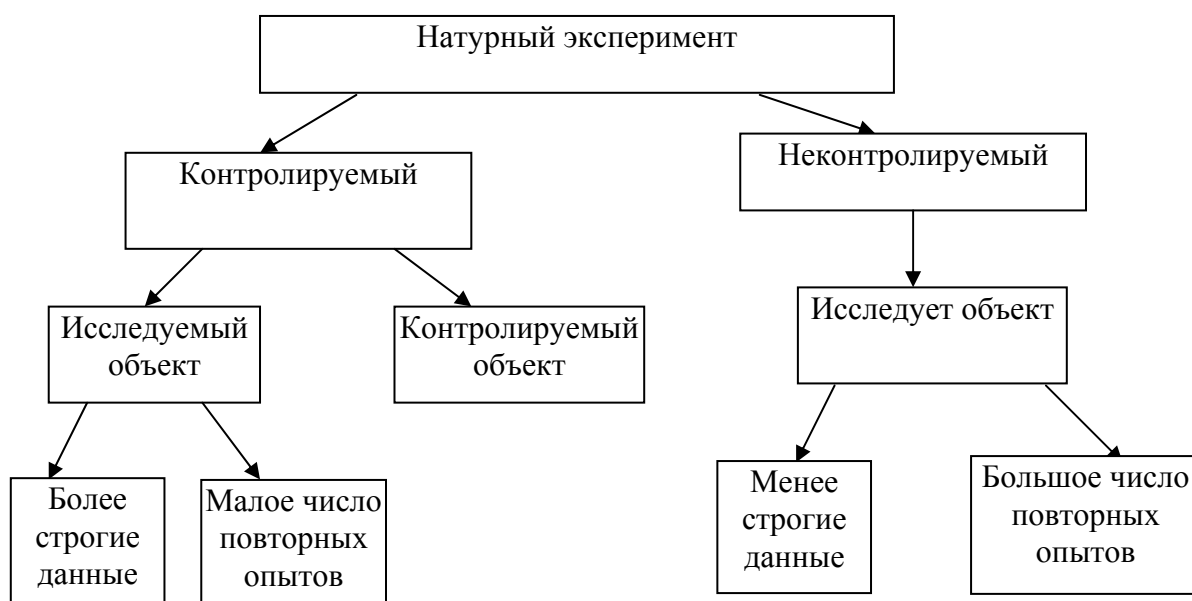 Натурный эксперимент
Контролируемый
Неконтролируемый
Исследуемый
объект
Контролируемый
объект
Исследует объект
Более
строгие
данные
Малое число
повторных
опытов
Менее
строгие
данные
Большое число
повторных
опытов